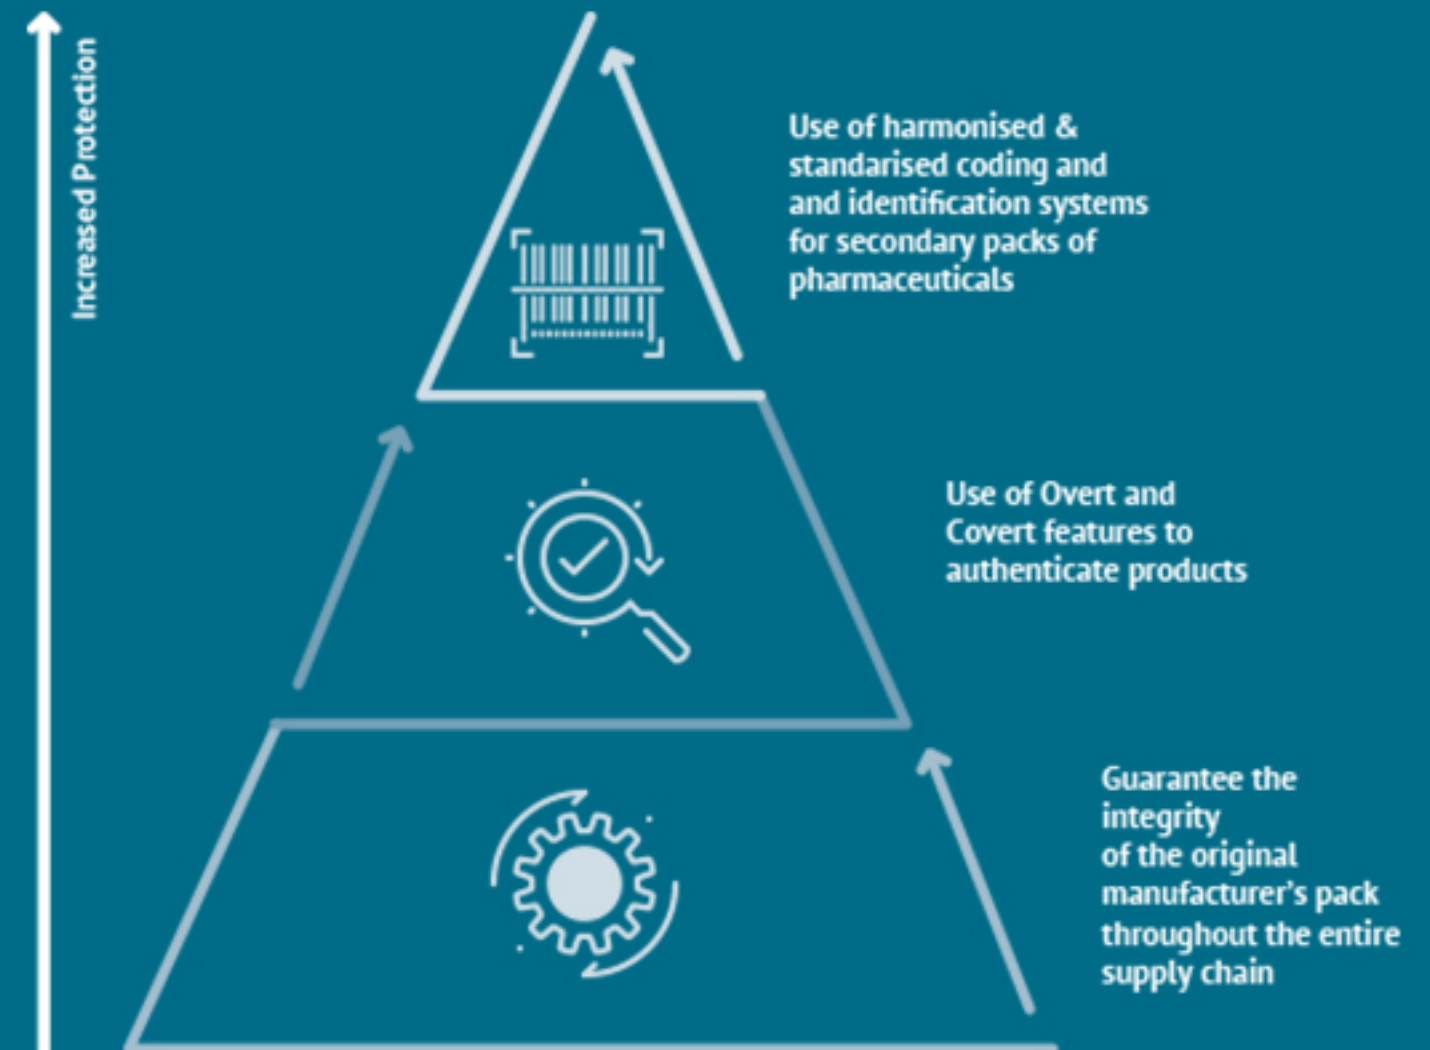 Increased Protection
Use of harmonised &
standarised coding and
and identification systems
for secondary packs of
pharmaceuticals
Use of Overt and
Covert features to
authenticate products
Guarantee the
integrity
of the original
manufacturer's pack
throughout the entire
supply chain